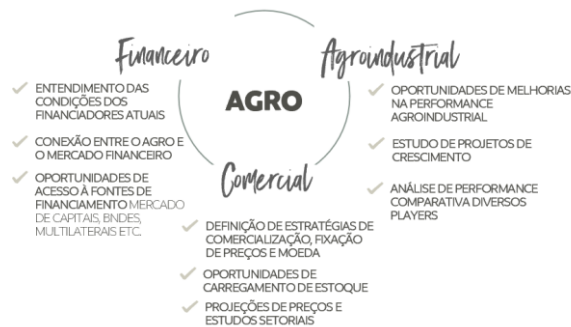 Financeiro
ENTENDIMENTO DAS
CONDIÇÕES DOS
FINANCIADORES ATUAIS
CONEXÃO ENTRE O AGRO E
O MERCADO FINANCEIRO
OPORTUNIDADES DE
ACESSO À FONTES DE
FINANCIAMENTO MERCADO
DE CAPITAIS, BNDES,
MULTILATERAIS ETC.
AGRO
Agroindustrial
OPORTUNIDADES DE MELHORIAS
NA PERFORMANCE
AGROINDUSTRIAL
ESTUDO DE PROJETOS DE
CRESCIMENTO
ANÁLISE DE PERFORMANCE
COMPARATIVA DIVERSOS
PLAYERS
Comercial
DEFINIÇÃO DE ESTRATÉGIAS DE
COMERCIALIZAÇÃO, FIXAÇÃO
DE PREÇOS E MOEDA
OPORTUNIDADES DE
CARREGAMENTO DE ESTOQUE
PROJEÇÕES DE PREÇOS E
ESTUDOS SETORIAIS